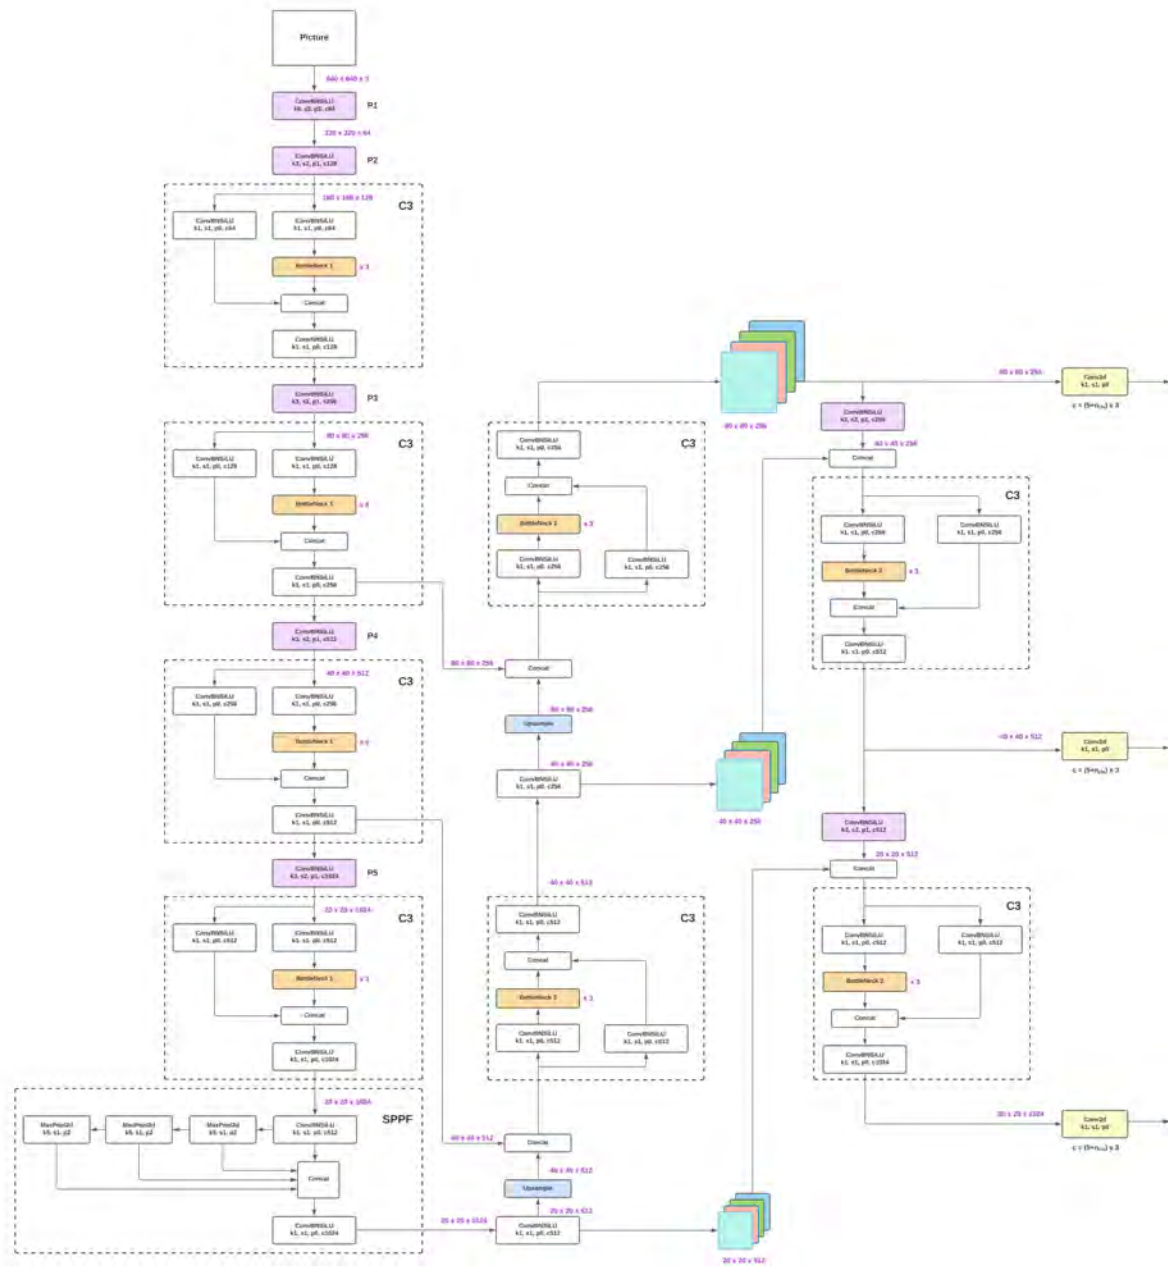 Picture
640 x 640 x 3
ConvBNSiLU
k6, s2, p2, c64
P1
320 x 320 x 64
ConvBNSiLU
k3, s2, p1, c128
P2
160 x 160 x 128
C3
ConvBNSiLU
k1, s1, p0, c64
ConvBNSiLU
k1, s1, p0, c64
BottleNeck 1
x 3
Concat
ConvBNSiLU
k1, s1, p0, c128
ConvBNSiLU
k3, s2, p1, c256
P3
80 x 80 x 256
C3
ConvBNSiLU
k1, s1, p0, c128
ConvBNSiLU
k1, s1, p0, c128
BottleNeck 1
Concat
ConvBNSiLU
k1, s1, p0, c256
ConvBNSiLU
k3, s2, p1, c512
P4
40 x 40 x 512
C3
ConvBNSiLU
k1, s1, p0, c256
ConvBNSiLU
k1, s1, p0, c256
BottleNeck 1
Concat
ConvBNSiLU
k1, s1, p0, c512
ConvBNSiLU
k3, s2, p1, c1024
P5
20 x 20 x 1024
C3
ConvBNSiLU
k1, s1, p0, c512
ConvBNSiLU
k1, s1, p0, c512
BottleNeck 1
x 3
Concat
ConvBNSiLU
k1, s1, p0, c1024
20 x 20 x 1024
SPPF
MaxPool2d
k5, s1, p2
MaxPool2d
k5, s1, p2
MaxPool2d
k5, s1, p2
ConvBNSiLU
k1, s1, p0, c512
Concat
ConvBNSiLU
k1, s1, p0, c1024
20 x 20 x 1024
ConvBNSiLU
k1, s1, p0, c512
20 x 20 x 512
20 x 20 x 512
Upsample
40 x 40 x 512
40 x 40 x 512
Concat
C3
ConvBNSiLU
k1, s1, p0, c512
ConvBNSiLU
k1, s1, p0, c512
BottleNeck 2
x 3
Concat
ConvBNSiLU
k1, s1, p0, c512
40 x 40 x 512
ConvBNSiLU
k1, s1, p0, c256
40 x 40 x 256
40 x 40 x 256
Upsample
80 x 80 x 256
80 x 80 x 256
Concat
C3
ConvBNSiLU
k1, s1, p0, c256
ConvBNSiLU
k1, s1, p0, c256
BottleNeck 2
x 3
Concat
ConvBNSiLU
k1, s1, p0, c256
80 x 80 x 256
80 x 80 x 256
Conv2d
k1, s1, p0
ConvBNSiLU
k3, s2, p1, c256
40 x 40 x 256
Concat
C3
ConvBNSiLU
k1, s1, p0, c256
ConvBNSiLU
k1, s1, p0, c256
BottleNeck 2
x 3
Concat
ConvBNSiLU
k1, s1, p0, c512
40 x 40 x 512
Conv2d
k1, s1, p0
ConvBNSiLU
k3, s2, p1, c512
20 x 20 x 512
Concat
C3
ConvBNSiLU
k1, s1, p0, c512
ConvBNSiLU
k1, s1, p0, c512
BottleNeck 2
x 3
Concat
ConvBNSiLU
k1, s1, p0, c1024
20 x 20 x 1024
Conv2d
k1, s1, p0